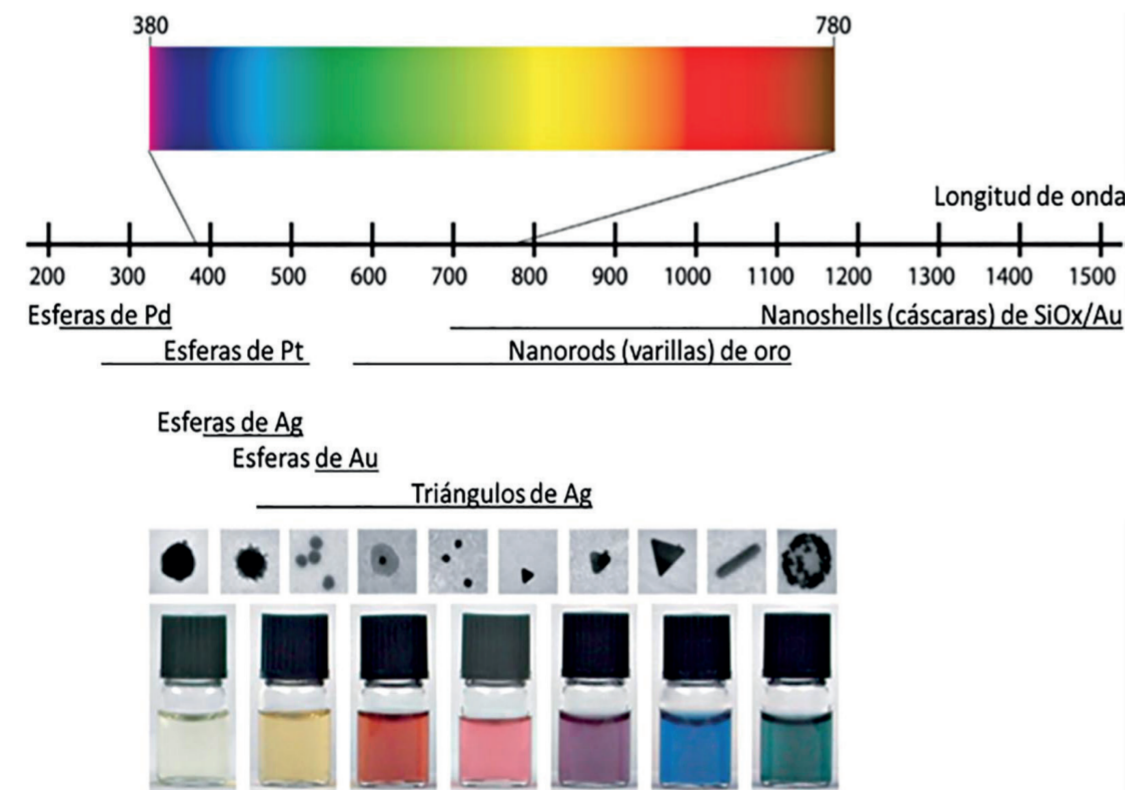 380 780
Longitud de onda
200 300 400 500 600 700 800 900 1000 1100 1200 1300 1400 1500
Esferas de Pd Nanoshells (cáscaras) de SiOx/Au
Esferas de Pt Nanorods (varillas) de oro
Esferas de Ag
Esferas de Au
Triángulos de Ag